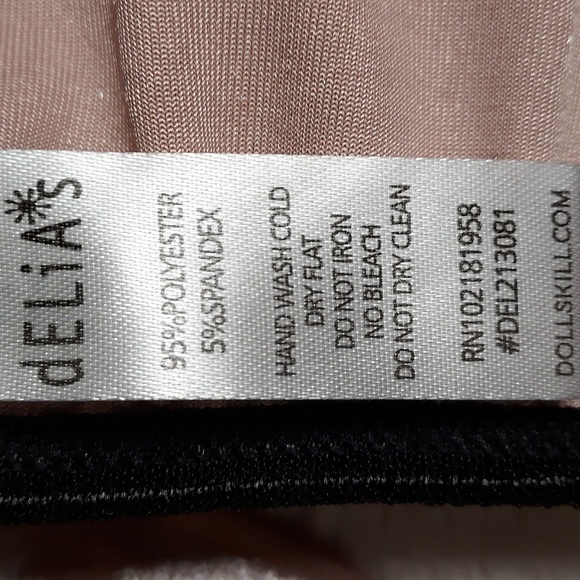 dELiA*s
95%POLYESTER
5%SPANDEX
HAND WASH COLD
DRY FLAT
DO NOT IRON
NO BLEACH
DO NOT DRY CLEAN
RN102181958
#DEL213081
DOLLSKILL.COM